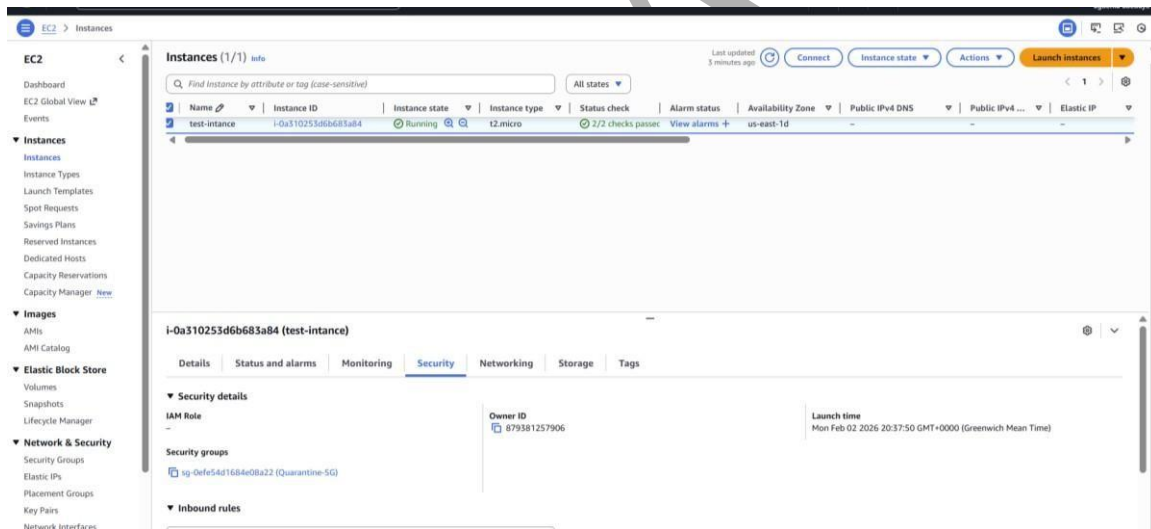 EC2 > Instances
EC2
Dashboard
EC2 Global View
Events
Instances
Instances
Instance Types
Launch Templates
Spot Requests
Savings Plans
Reserved Instances
Dedicated Hosts
Capacity Reservations
Capacity Manager New
Images
AMIs
AMI Catalog
Elastic Block Store
Volumes
Snapshots
Lifecycle Manager
Network & Security
Security Groups
Elastic IPs
Placement Groups
Key Pairs
Network Interfaces
Instances (1/1) Info
Last updated
3 minutes ago
Connect
Instance state
Actions
Launch instances
Find Instance by attribute or tag (case-sensitive)
All states
1
Name Instance ID Instance state Instance type Status check Alarm status Availability Zone Public IPv4 DNS Public IPv4 ... Elastic IP
test-intance i-0a310253d6b683a84 Running t2.micro 2/2 checks passec View alarms + us-east-1d – – –
i-0a310253d6b683a84 (test-intance)
Details Status and alarms Monitoring Security Networking Storage Tags
Security details
IAM Role
–
Owner ID
879381257906
Launch time
Mon Feb 02 2026 20:37:50 GMT+0000 (Greenwich Mean Time)
Security groups
sg-0efe54d1684e08a22 (Quarantine-SG)
Inbound rules